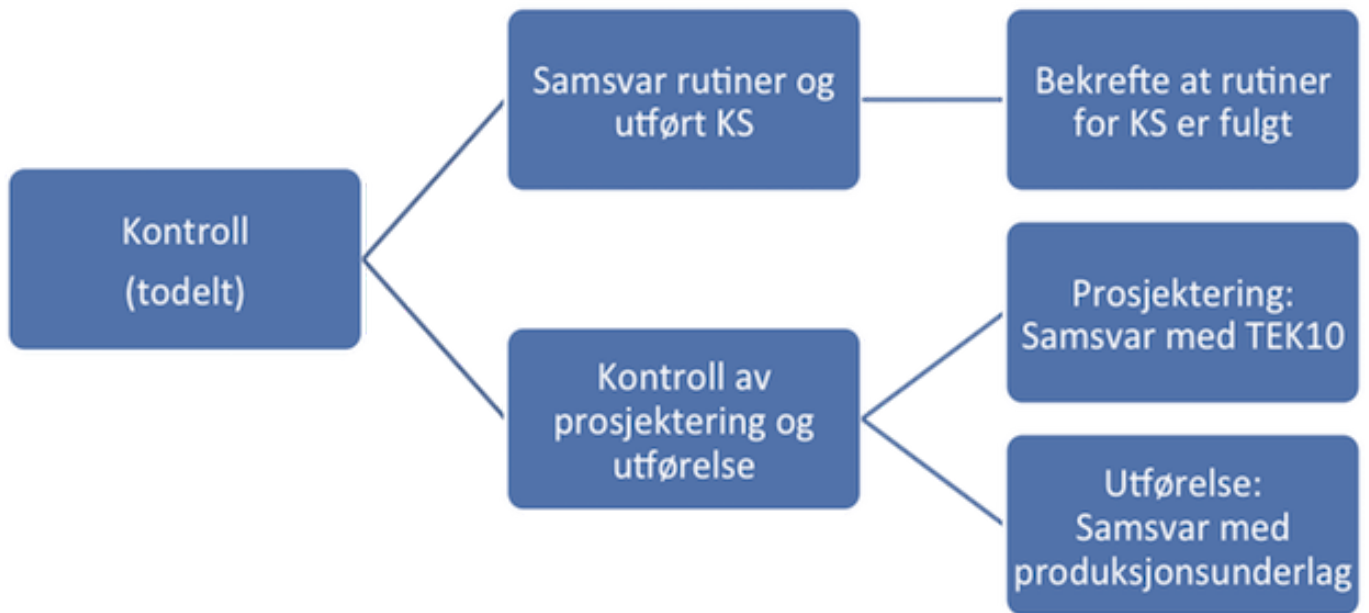 Kontroll
(todelt)
Samsvar rutiner og
utført KS
Bekrefte at rutiner
for KS er fulgt
Kontroll av
prosjektering og
utførelse
Prosjektering:
Samsvar med TEK10
Utførelse:
Samsvar med
produksjonsunderlag